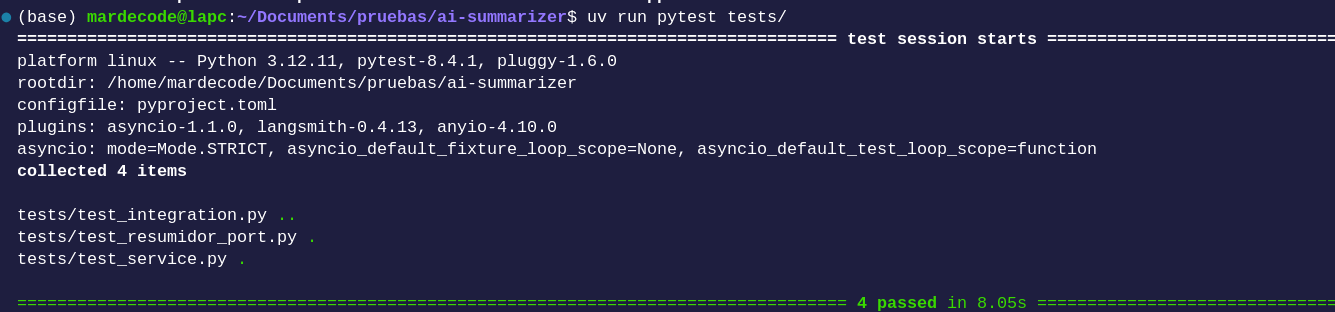 (base) mardecode@lapc:~/Documents/pruebas/ai-summarizer$ uv run pytest tests/
================================================================================== test session starts =============================
platform linux -- Python 3.12.11, pytest-8.4.1, pluggy-1.6.0
rootdir: /home/mardecode/Documents/pruebas/ai-summarizer
configfile: pyproject.toml
plugins: asyncio-1.1.0, langsmith-0.4.13, anyio-4.10.0
asyncio: mode=Mode.STRICT, asyncio_default_fixture_loop_scope=None, asyncio_default_test_loop_scope=function
collected 4 items
tests/test_integration.py ..
tests/test_resumidor_port.py .
tests/test_service.py .
=================================================================================== 4 passed in 8.05s ==============================